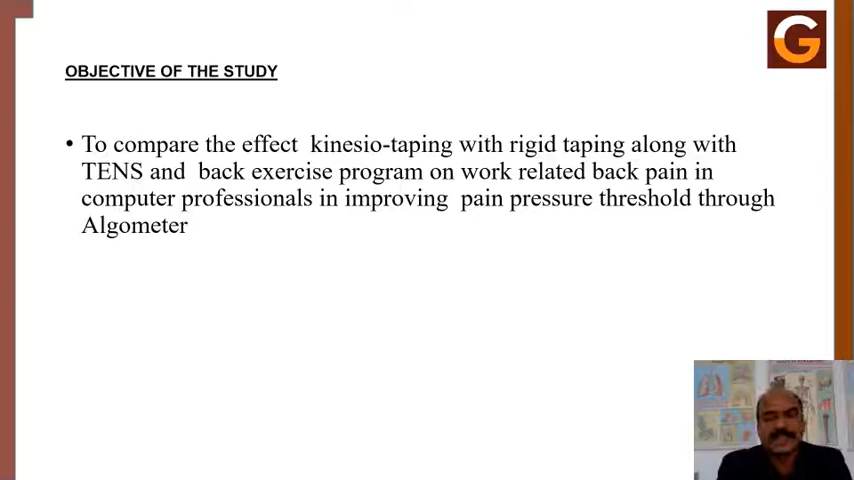 G
OBJECTIVE OF THE STUDY
• To compare the effect kinesio-taping with rigid taping along with
TENS and back exercise program on work related back pain in
computer professionals in improving pain pressure threshold through
Algometer